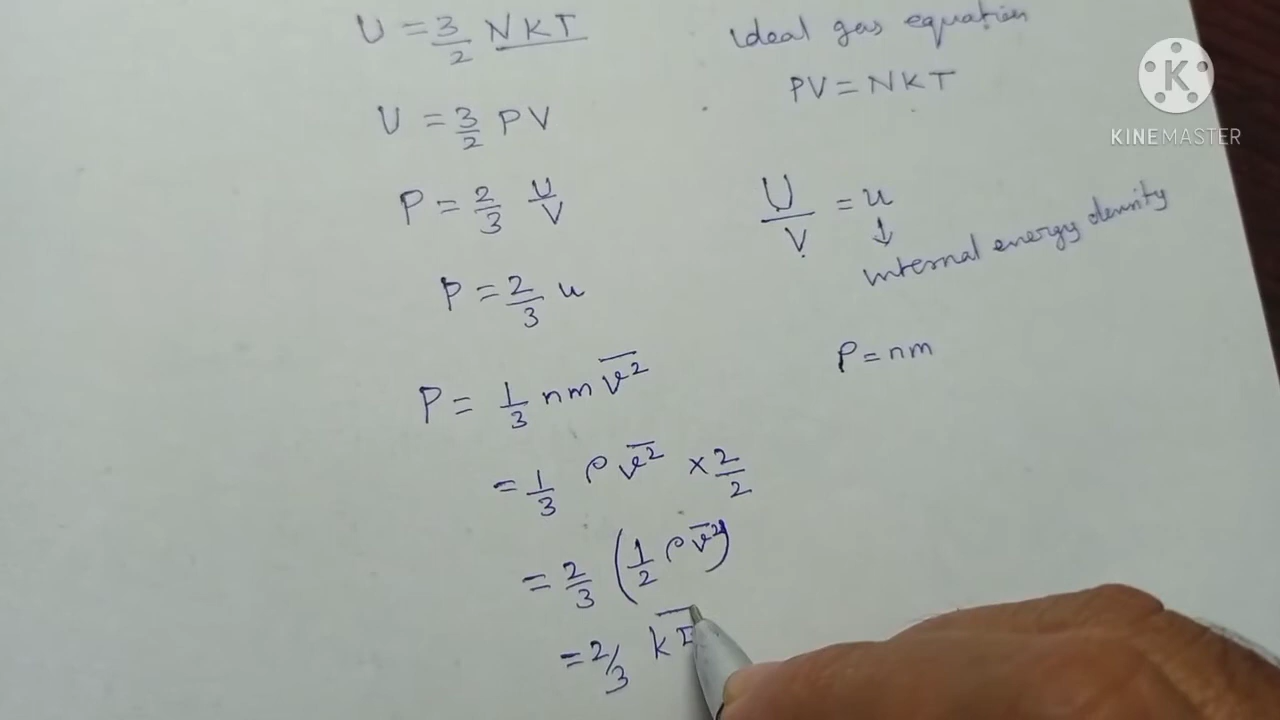 U = 3/2 NKT
ideal gas equation
PV = NKT
K
KINEMASTER
U = 3/2 PV
P = 2/3 U/V
U/V = u
↓
internal energy density
P = 2/3 u
ρ = nm
P = 1/3 nm v̅²
= 1/3 ρ v̅² × 2/2
= 2/3 (1/2 ρ v̅²)
= 2/3